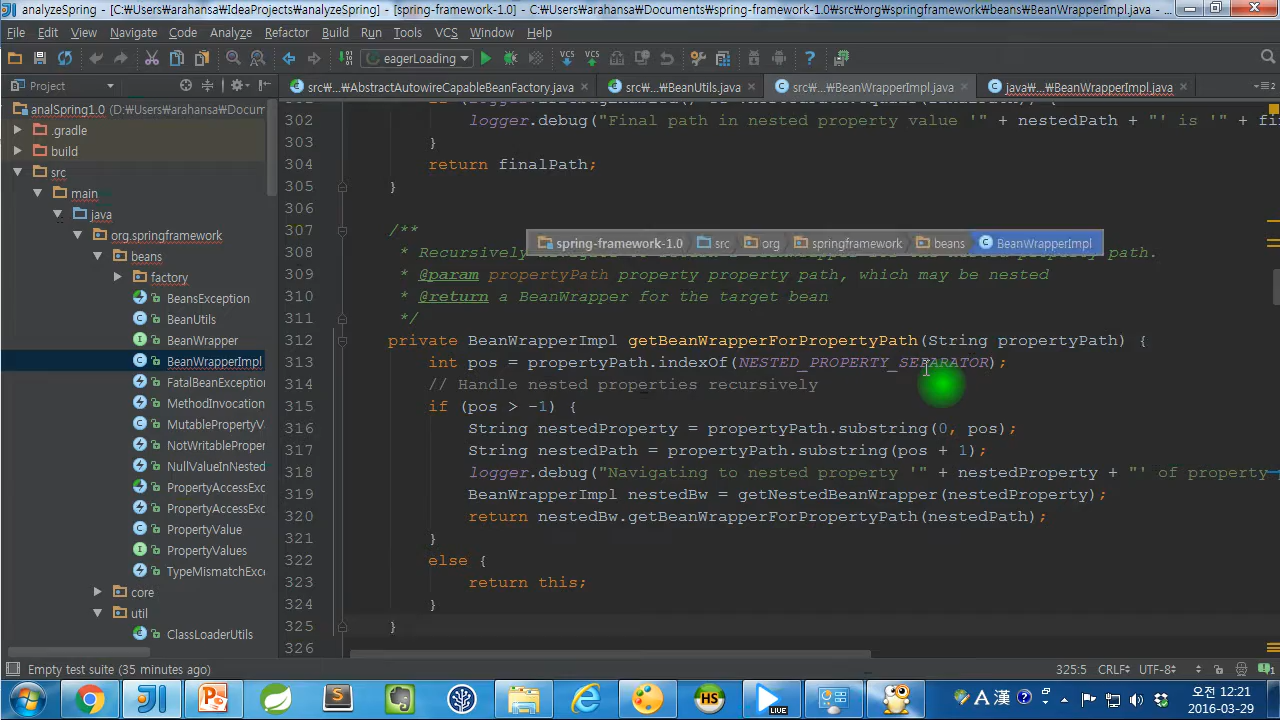 analyzeSpring - [C:\Users\arahansa\IdeaProjects\analyzeSpring] - [spring-framework-1.0] - C:\Users\arahansa\Documents\spring-framework-1.0\src\org\springframework\beans\BeanWrapperImpl.java - ...
File Edit View Navigate Code Analyze Refactor Build Run Tools VCS Window Help
eagerLoading
VCS VCS
Project
src₩...₩AbstractAutowireCapableBeanFactory.java
src₩...₩BeanUtils.java
src₩...₩BeanWrapperImpl.java
java₩...₩BeanWrapperImpl.java
analSpring1.0 (D:₩Users₩arahansa₩Docum
.gradle
build
src
main
java
org.springframework
beans
factory
BeansException
BeanUtils
BeanWrapper
BeanWrapperImpl
FatalBeanException
MethodInvocation
MutablePropertyV
NotWritableProper
NullValueInNested
PropertyAccessExc
PropertyAccessExc
PropertyValue
PropertyValues
TypeMismatchExce
core
util
ClassLoaderUtils
302 logger.debug("Final path in nested property value '" + nestedPath + "' is '" + fi
303 }
304 return finalPath;
305 }
306
307 /**
spring-framework-1.0 src org springframework beans BeanWrapperImpl
308 * Recursively path.
309 * @param propertyPath property property path, which may be nested
310 * @return a BeanWrapper for the target bean
311 */
312 private BeanWrapperImpl getBeanWrapperForPropertyPath(String propertyPath) {
313 int pos = propertyPath.indexOf(NESTED_PROPERTY_SEPARATOR);
314 // Handle nested properties recursively
315 if (pos > -1) {
316 String nestedProperty = propertyPath.substring(0, pos);
317 String nestedPath = propertyPath.substring(pos + 1);
318 logger.debug("Navigating to nested property '" + nestedProperty + "' of property
319 BeanWrapperImpl nestedBw = getNestedBeanWrapper(nestedProperty);
320 return nestedBw.getBeanWrapperForPropertyPath(nestedPath);
321 }
322 else {
323 return this;
324 }
325 }
326
Empty test suite (35 minutes ago)
325:5 CRLF UTF-8
JI
P
S
HS
LIVE
A 漢
오전 12:21
2016-03-29